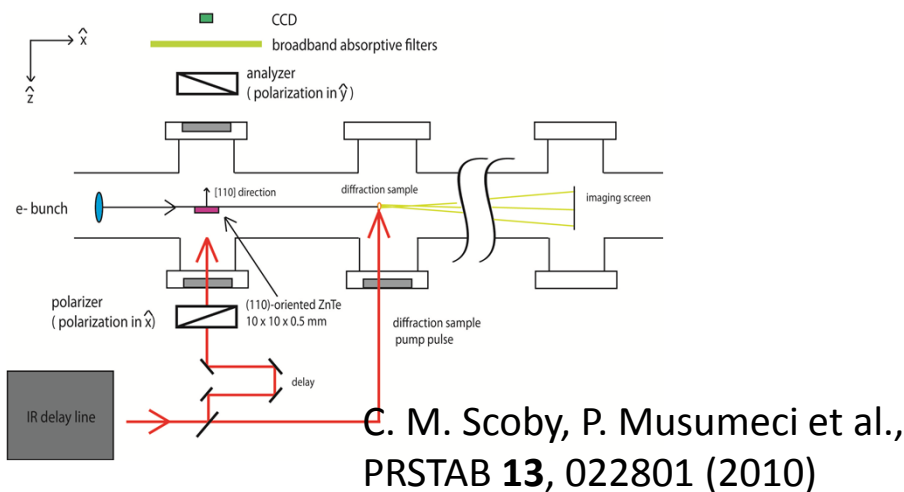 CCD
x̂
broadband absorptive filters
ẑ
analyzer
( polarization in ŷ )
[110] direction
diffraction sample
imaging screen
e- bunch
polarizer
( polarization in x̂)
(110)-oriented ZnTe
10 x 10 x 0.5 mm
diffraction sample
pump pulse
delay
IR delay line
C. M. Scoby, P. Musumeci et al.,
PRSTAB 13, 022801 (2010)